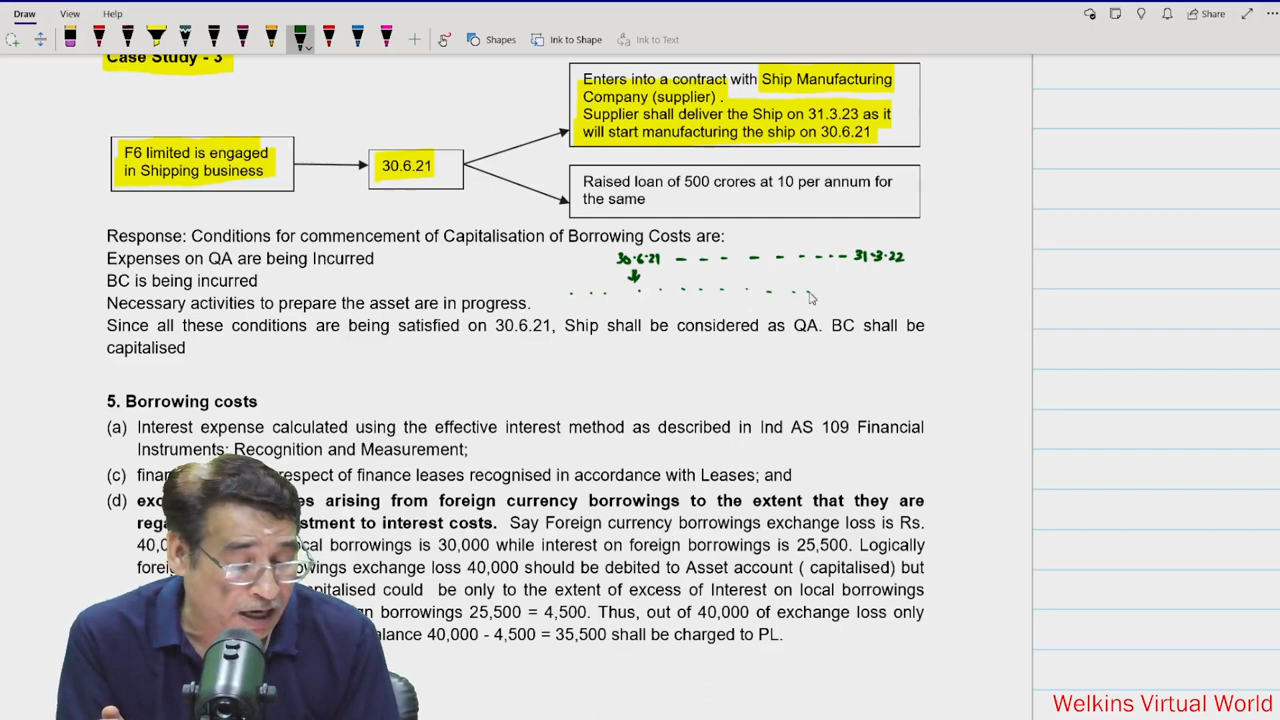 Draw View Help
Share
Shapes Ink to Shape Ink to Text
Case Study - 3
Enters into a contract with Ship Manufacturing
Company (supplier) .
Supplier shall deliver the Ship on 31.3.23 as it
will start manufacturing the ship on 30.6.21
F6 limited is engaged
in Shipping business
30.6.21
Raised loan of 500 crores at 10 per annum for
the same
Response: Conditions for commencement of Capitalisation of Borrowing Costs are:
Expenses on QA are being Incurred
30.6.21 31.3.22
BC is being incurred
Necessary activities to prepare the asset are in progress.
Since all these conditions are being satisfied on 30.6.21, Ship shall be considered as QA. BC shall be
capitalised
5. Borrowing costs
(a) Interest expense calculated using the effective interest method as described in Ind AS 109 Financial
Instruments: Recognition and Measurement;
(c) respect of finance leases recognised in accordance with Leases; and
(d) arising from foreign currency borrowings to the extent that they are
to interest costs. Say Foreign currency borrowings exchange loss is Rs.
borrowings is 30,000 while interest on foreign borrowings is 25,500. Logically
exchange loss 40,000 should be debited to Asset account ( capitalised) but
could be only to the extent of excess of Interest on local borrowings
borrowings 25,500 = 4,500. Thus, out of 40,000 of exchange loss only
40,000 - 4,500 = 35,500 shall be charged to PL.
Welkins Virtual World